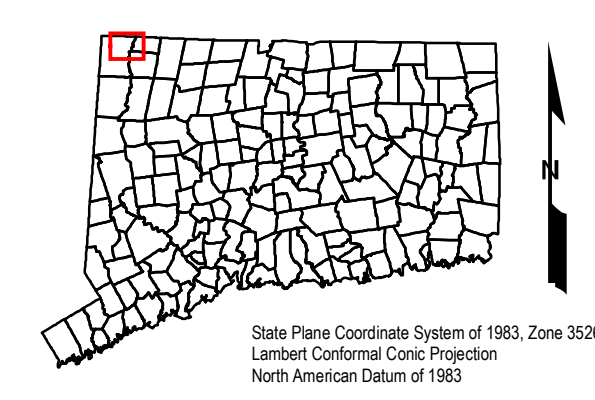 N
State Plane Coordinate System of 1983, Zone 3526
Lambert Conformal Conic Projection
North American Datum of 1983